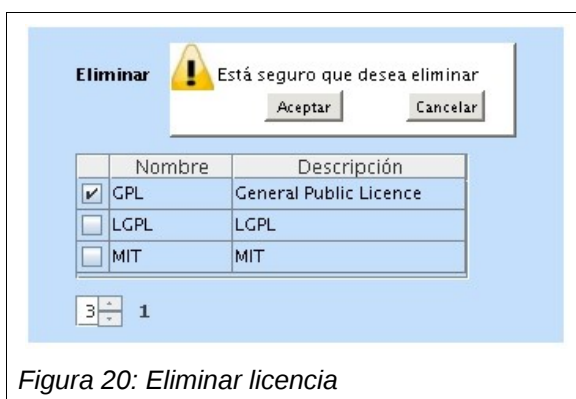 Eliminar
Está seguro que desea eliminar
Aceptar Cancelar
Nombre Descripción
GPL General Public Licence
LGPL LGPL
MIT MIT
3 1
Figura 20: Eliminar licencia